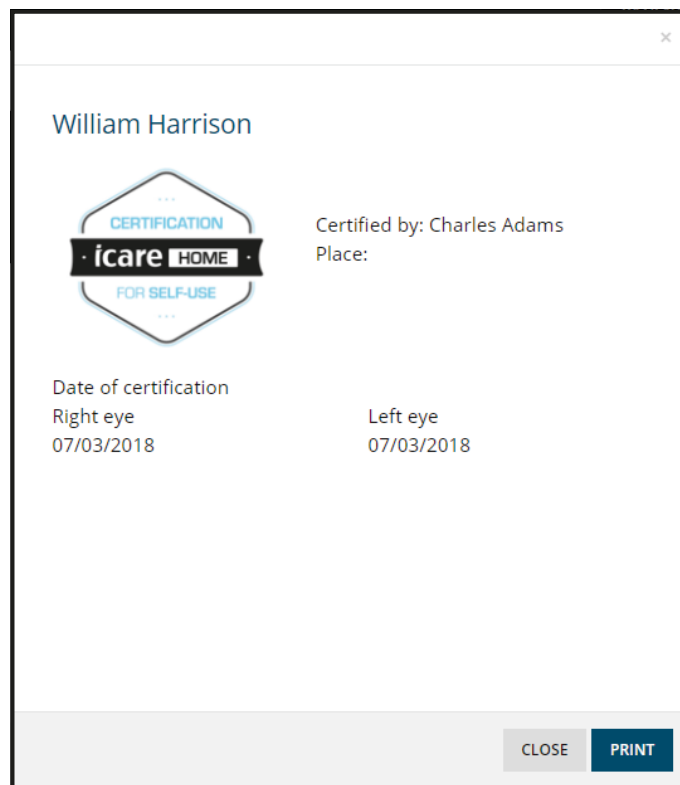 ×
William Harrison
CERTIFICATION
icare HOME
FOR SELF-USE
Certified by: Charles Adams
Place:
Date of certification
Right eye
Left eye
07/03/2018
07/03/2018
CLOSE
PRINT